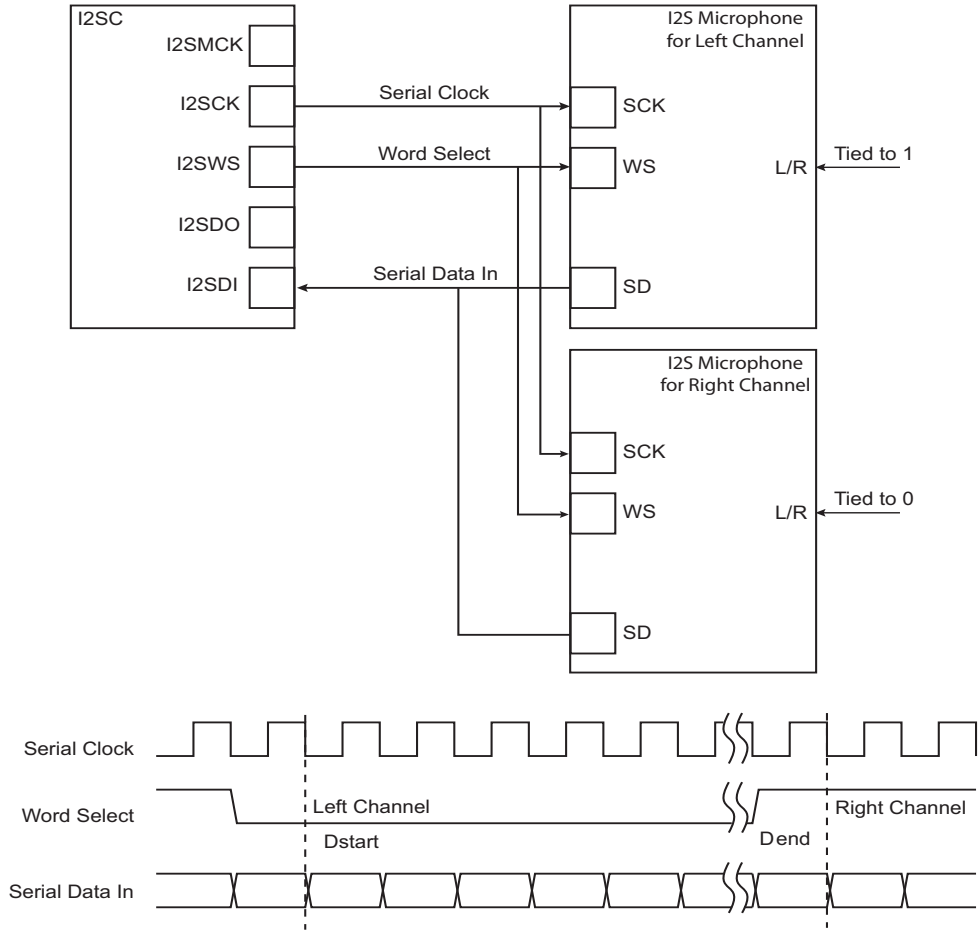 I2SC
I2SMCK
I2SCK
I2SWS
I2SDO
I2SDI
Serial Clock
Word Select
Serial Data In
I2S Microphone
for Left Channel
SCK
WS
SD
L/R
Tied to 1
I2S Microphone
for Right Channel
SCK
WS
SD
L/R
Tied to 0
Serial Clock
Word Select
Left Channel
Right Channel
Dstart
Dend
Serial Data In